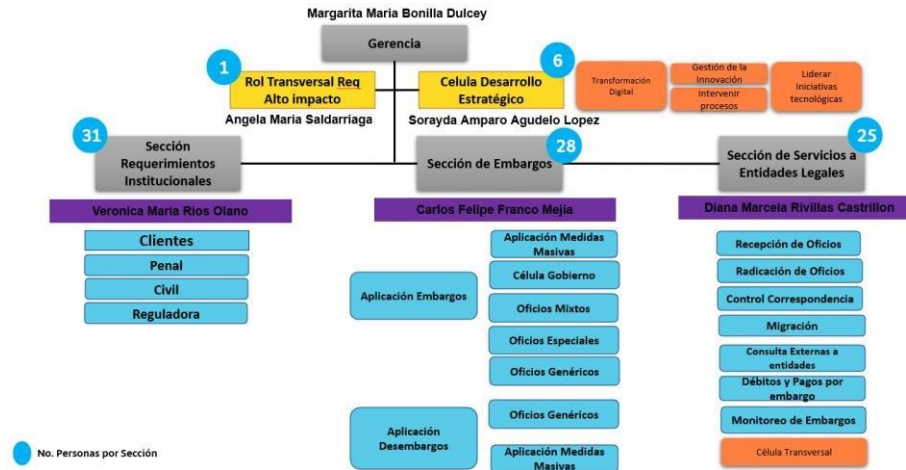 Margarita Maria Bonilla Dulcey
Gerencia
1
Rol Transversal Req
Alto impacto
Angela Maria Saldarriaga
6
Celula Desarrollo
Estratégico
Sorayda Amparo Agudelo Lopez
Transformación
Digital
Gestión de la
Innovación
Intervenir
procesos
Liderar
Iniciativas
tecnológicas
31
Sección
Requerimientos
Institucionales
Veronica Maria Rios Olano
Clientes
Penal
Civil
Reguladora
28
Sección de Embargos
Carlos Felipe Franco Mejia
Aplicación Embargos
Aplicación Medidas
Masivas
Célula Gobierno
Oficios Mixtos
Oficios Especiales
Oficios Genéricos
Aplicación
Desembargos
Oficios Genéricos
Aplicación Medidas
Masivas
25
Sección de Servicios a
Entidades Legales
Diana Marcela Rivillas Castrillon
Recepción de Oficios
Radicación de Oficios
Control Correspondencia
Migración
Consulta Externas a
entidades
Débitos y Pagos por
embargo
Monitoreo de Embargos
Célula Transversal
No. Personas por Sección